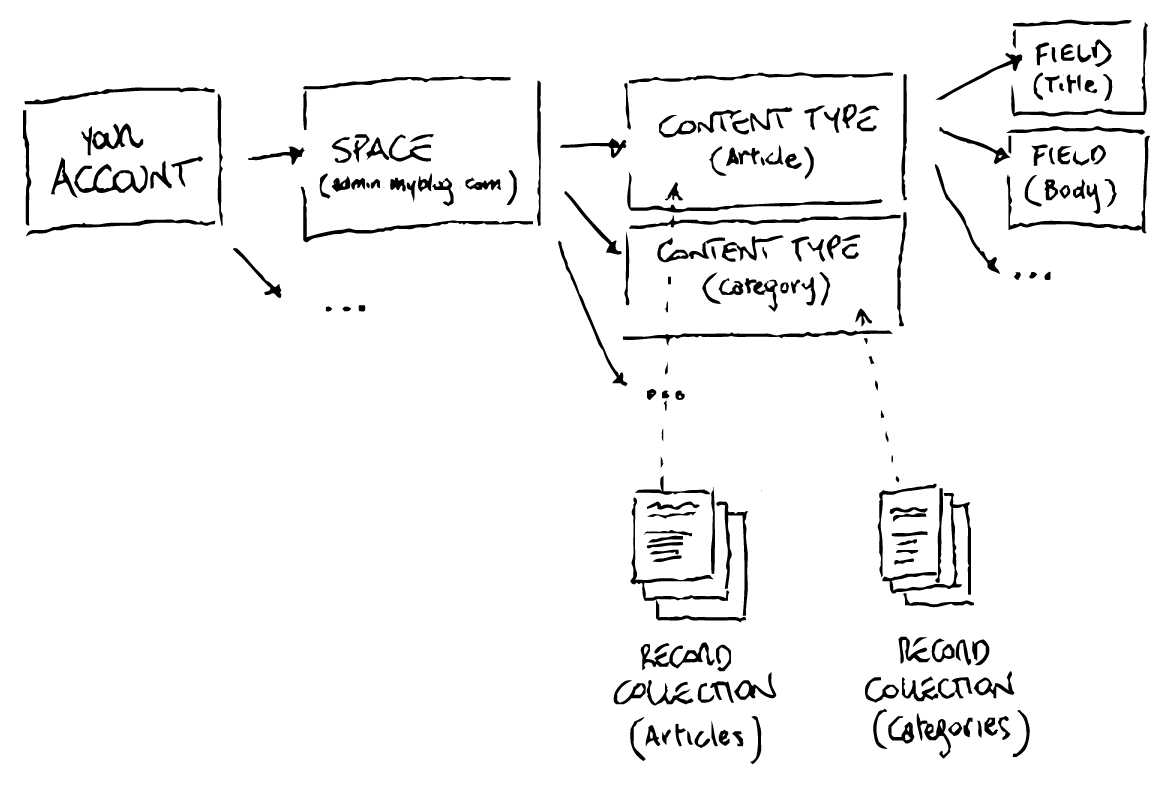 YOUR
ACCOUNT
SPACE
(admin.myblog.com)
...
CONTENT TYPE
(Article)
CONTENT TYPE
(Category)
...
FIELD
(Title)
FIELD
(Body)
...
RECORD
COLLECTION
(Articles)
RECORD
COLLECTION
(Categories)